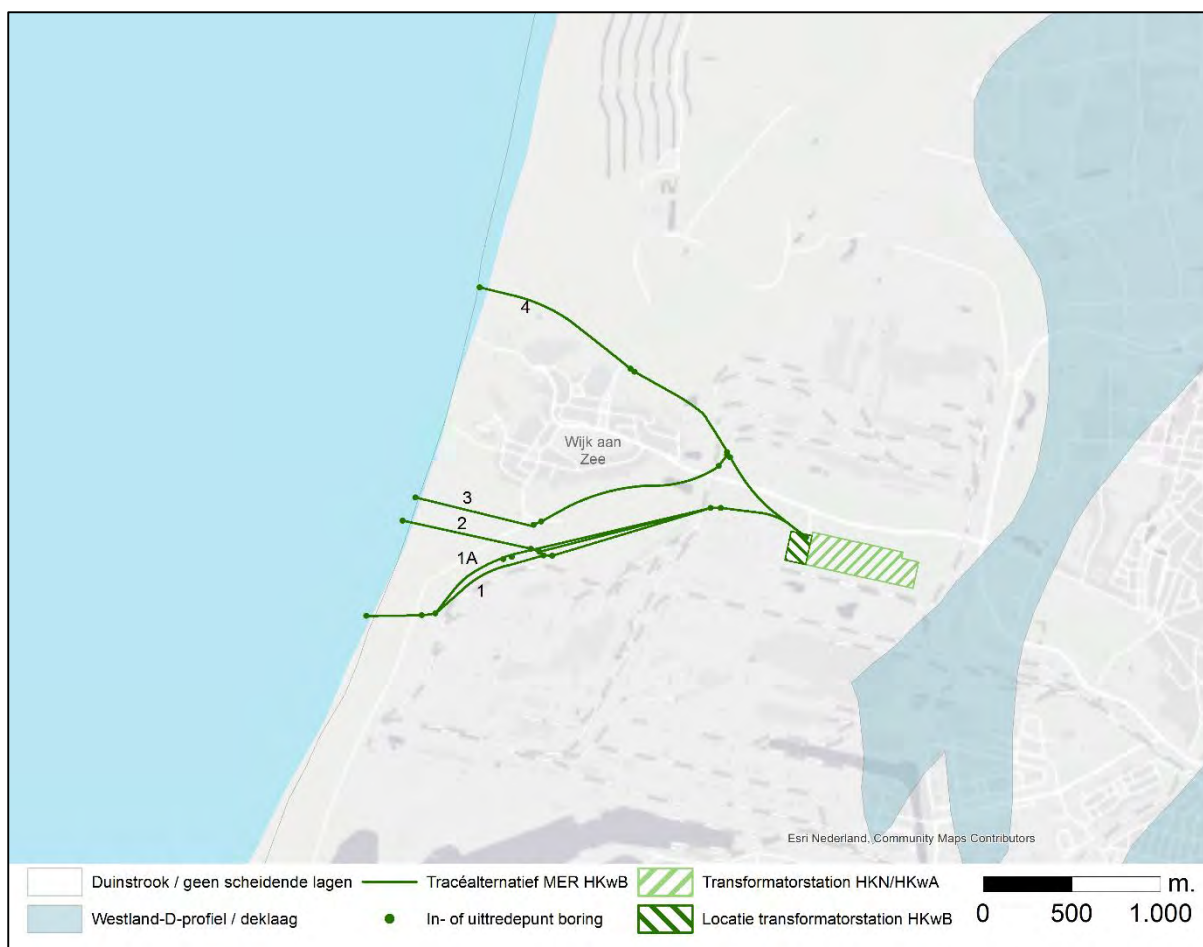 4
Wijk aan
Zee
3
2
1A
1
Esri Nederland, Community Maps Contributors
Duinstrook / geen scheidende lagen
Tracéalternatief MER HKwB
Transformatorstation HKN/HKwA
m.
Westland-D-profiel / deklaag
In- of uittredepunt boring
Locatie transformatorstation HKwB
0 500 1.000